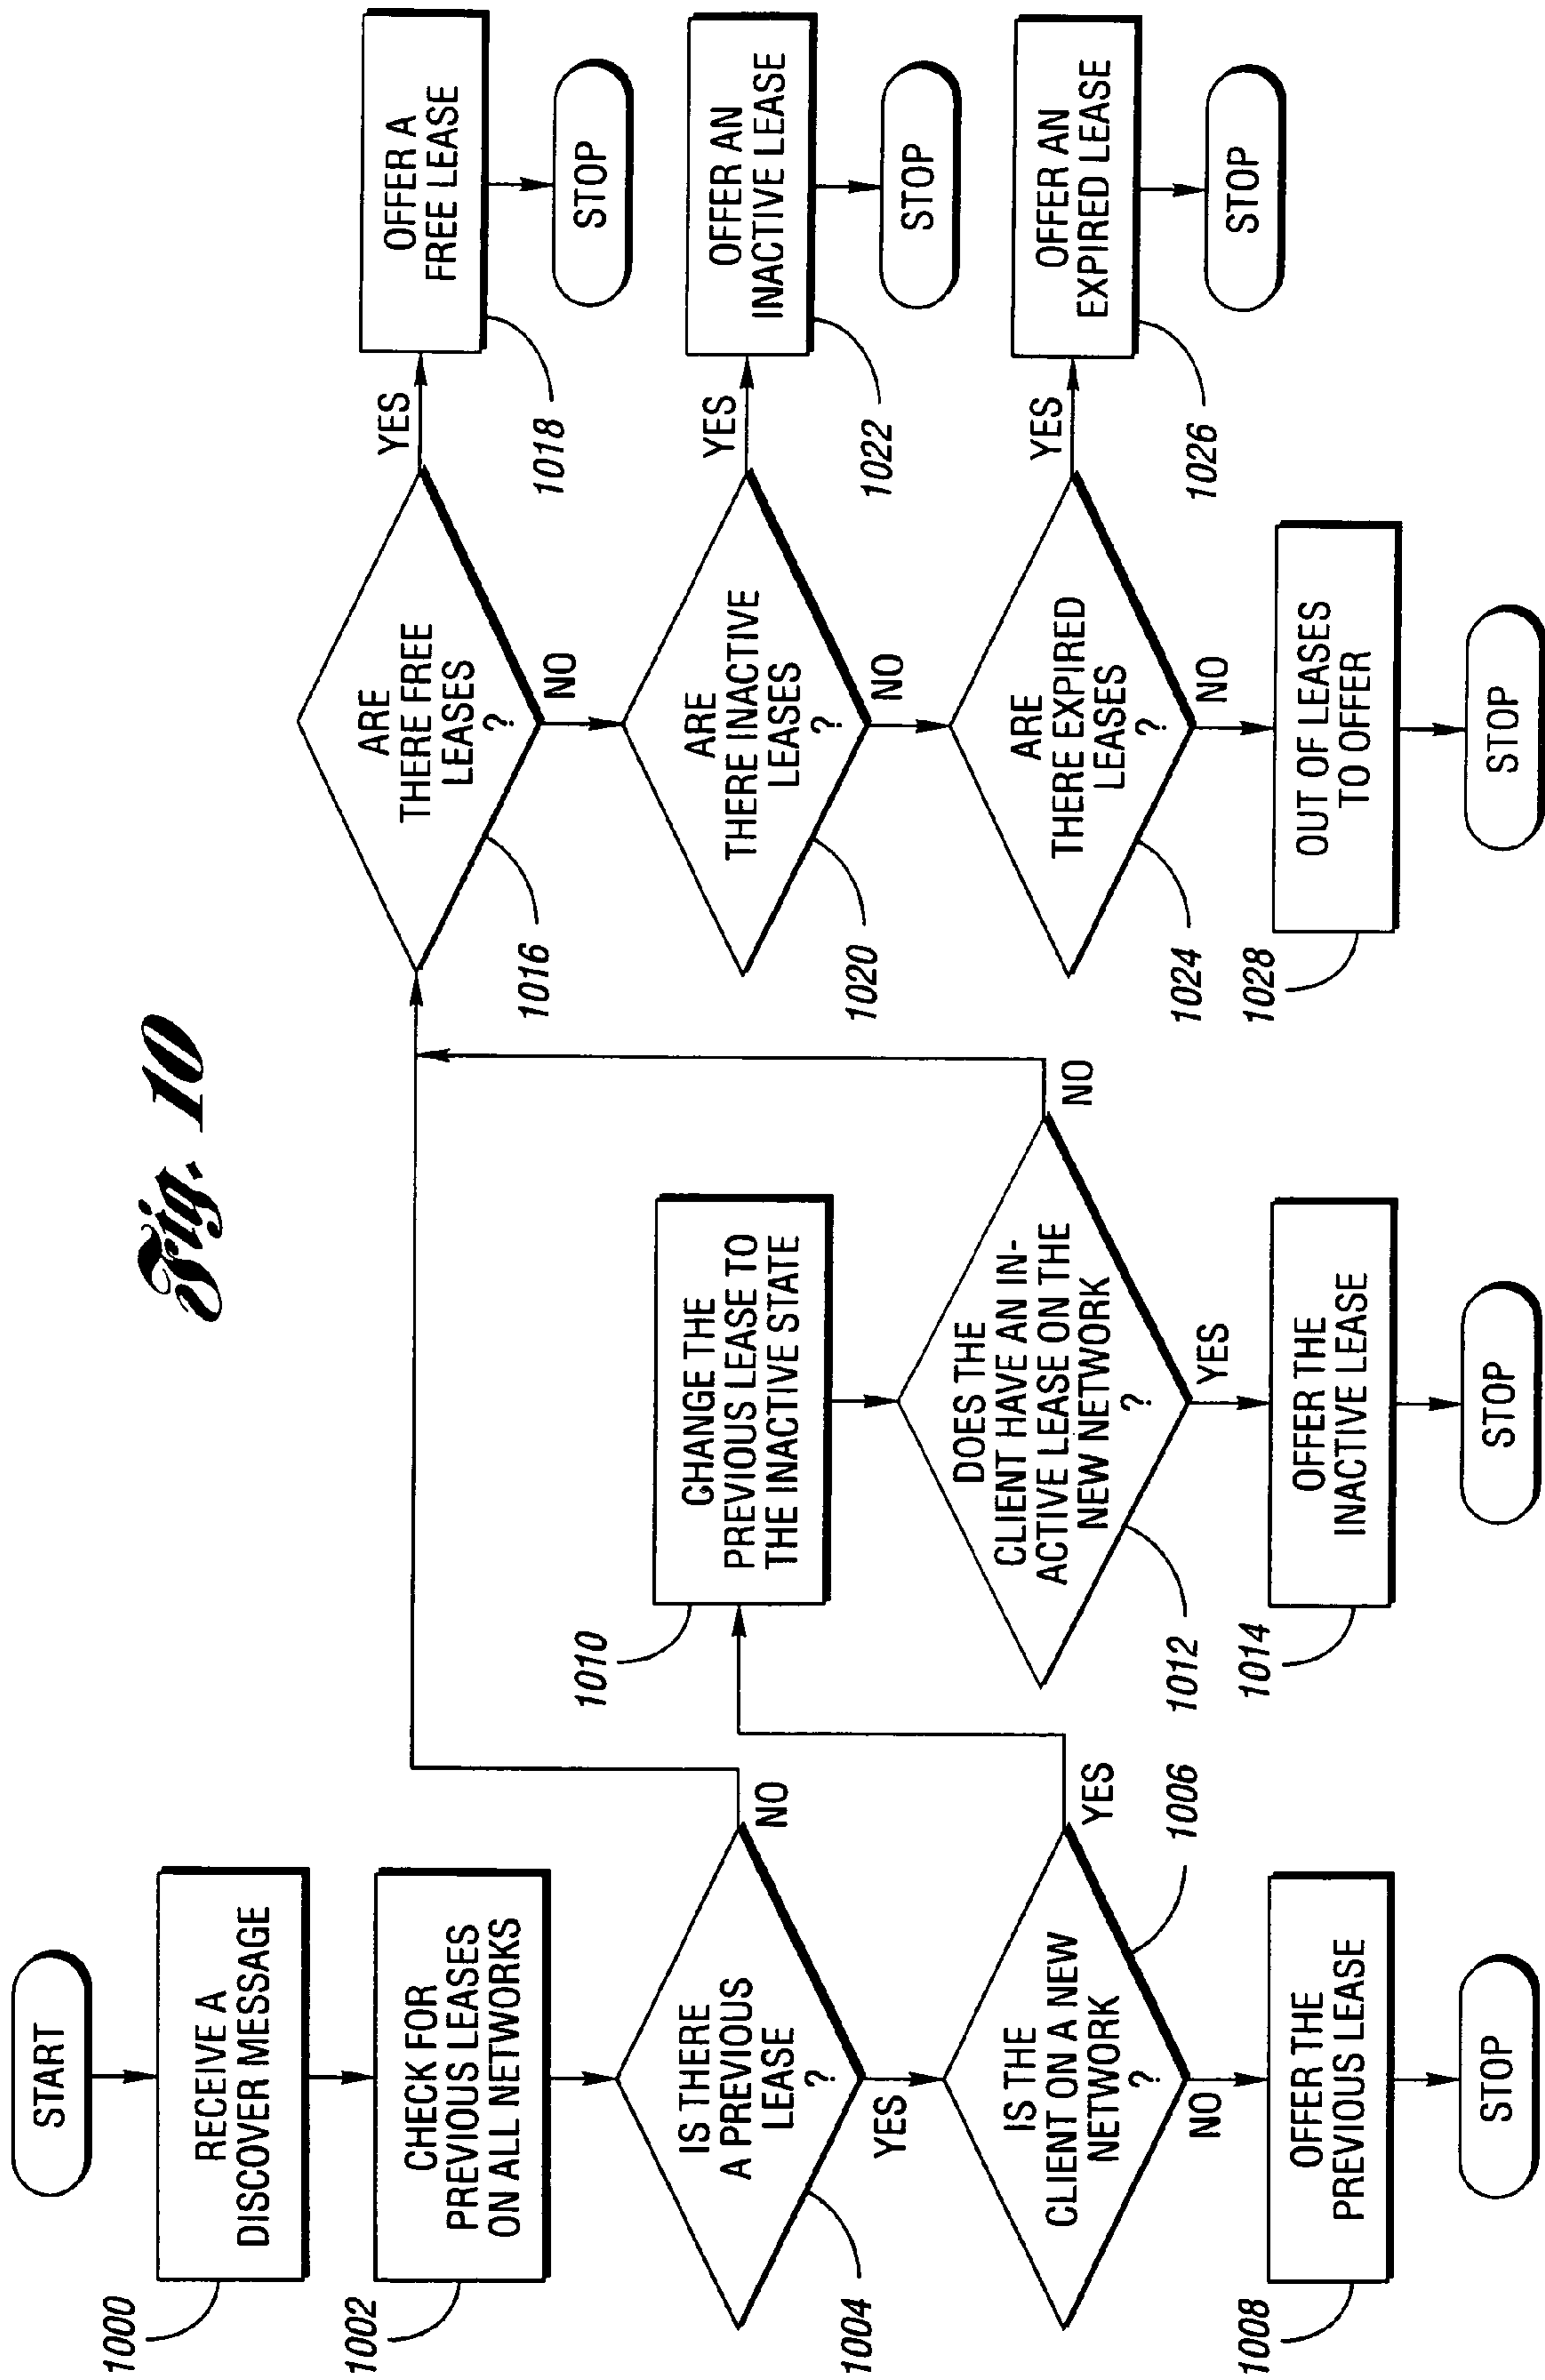 Fig. 10
START
1000
RECEIVE A
DISCOVER MESSAGE
1002
CHECK FOR
PREVIOUS LEASES
ON ALL NETWORKS
1004
IS THERE
A PREVIOUS
LEASE
?
NO
YES
1006
IS THE
CLIENT ON A NEW
NETWORK
?
YES
NO
1008
OFFER THE
PREVIOUS LEASE
STOP
1010
CHANGE THE
PREVIOUS LEASE TO
THE INACTIVE STATE
1012
DOES THE
CLIENT HAVE AN IN-
ACTIVE LEASE ON THE
NEW NETWORK
?
NO
YES
1014
OFFER THE
INACTIVE LEASE
STOP
1016
ARE
THERE FREE
LEASES
?
YES
NO
1018
OFFER A
FREE LEASE
STOP
1020
ARE
THERE INACTIVE
LEASES
?
YES
NO
1022
OFFER AN
INACTIVE LEASE
STOP
1024
ARE
THERE EXPIRED
LEASES
?
YES
NO
1026
OFFER AN
EXPIRED LEASE
STOP
1028
OUT OF LEASES
TO OFFER
STOP